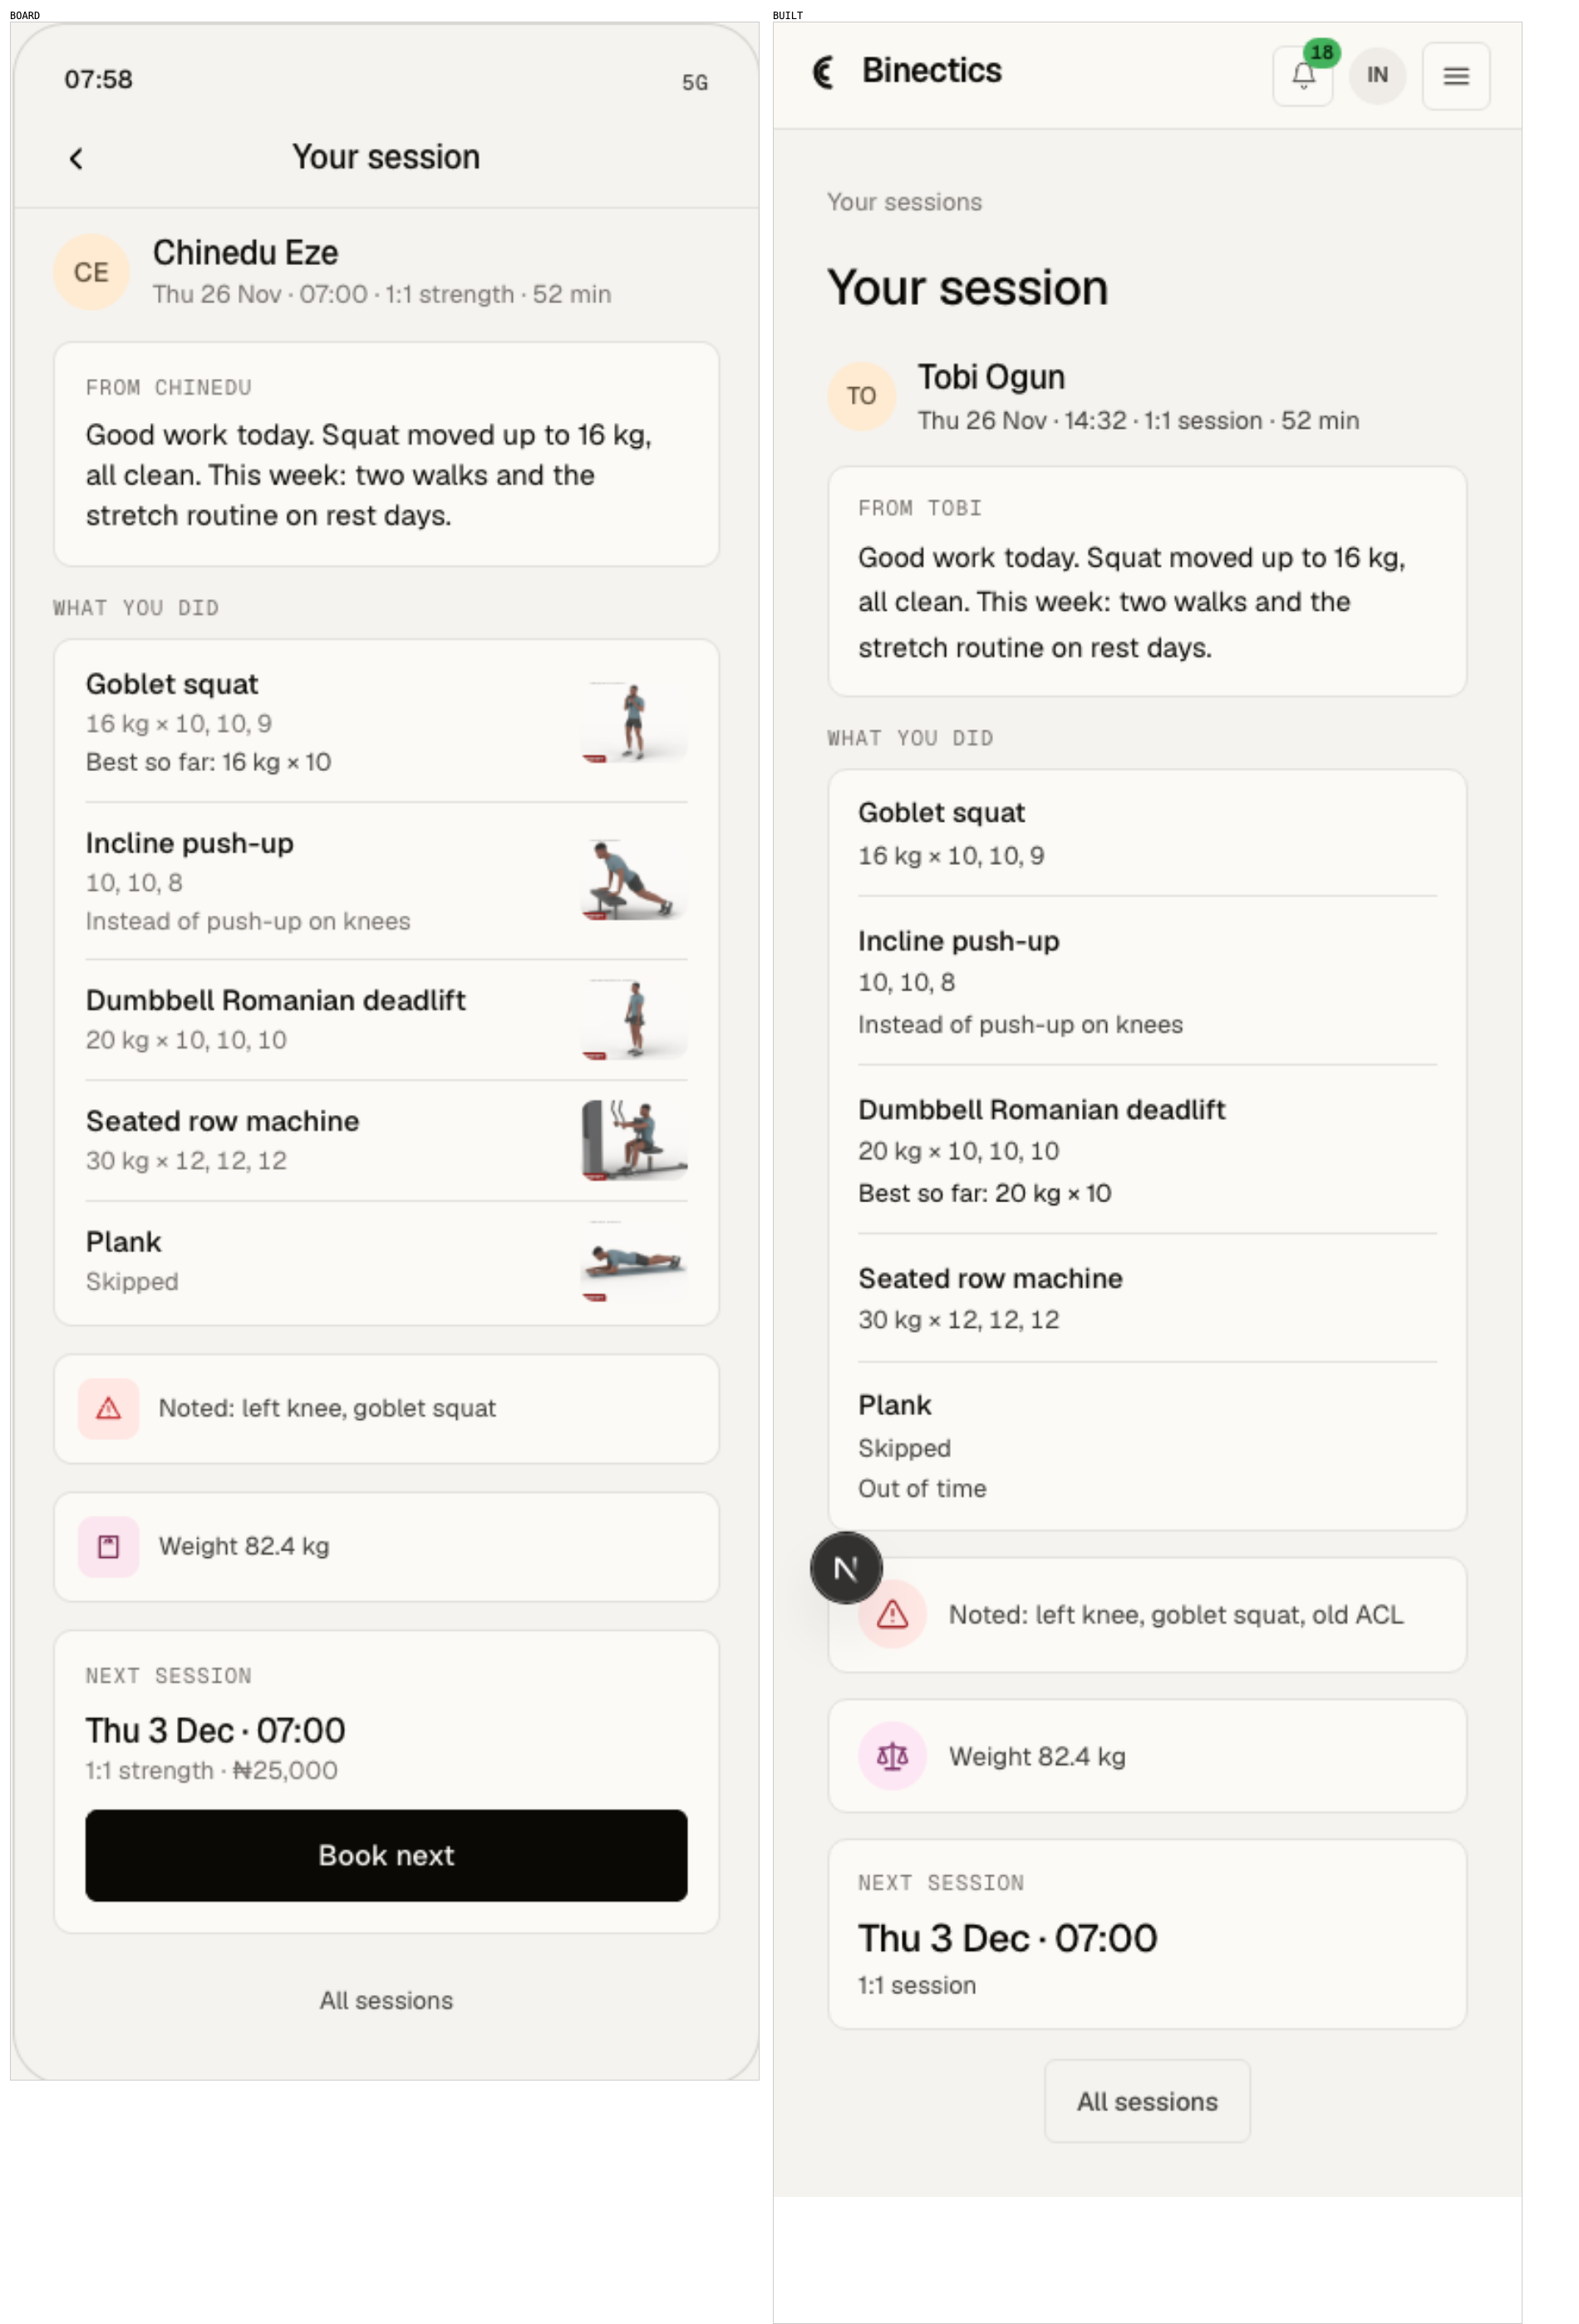 BOARD
07:58
5G
Your session
CE
Chinedu Eze
Thu 26 Nov · 07:00 · 1:1 strength · 52 min
FROM CHINEDU
Good work today. Squat moved up to 16 kg,
all clean. This week: two walks and the
stretch routine on rest days.
WHAT YOU DID
Goblet squat
16 kg × 10, 10, 9
Best so far: 16 kg × 10
Incline push-up
10, 10, 8
Instead of push-up on knees
Dumbbell Romanian deadlift
20 kg × 10, 10, 10
Seated row machine
30 kg × 12, 12, 12
Plank
Skipped
Noted: left knee, goblet squat
Weight 82.4 kg
NEXT SESSION
Thu 3 Dec · 07:00
1:1 strength · ₦25,000
Book next
All sessions
BUILT
Binectics
18
IN
Your sessions
Your session
TO
Tobi Ogun
Thu 26 Nov · 14:32 · 1:1 session · 52 min
FROM TOBI
Good work today. Squat moved up to 16 kg,
all clean. This week: two walks and the
stretch routine on rest days.
WHAT YOU DID
Goblet squat
16 kg × 10, 10, 9
Incline push-up
10, 10, 8
Instead of push-up on knees
Dumbbell Romanian deadlift
20 kg × 10, 10, 10
Best so far: 20 kg × 10
Seated row machine
30 kg × 12, 12, 12
Plank
Skipped
Out of time
N
Noted: left knee, goblet squat, old ACL
Weight 82.4 kg
NEXT SESSION
Thu 3 Dec · 07:00
1:1 session
All sessions